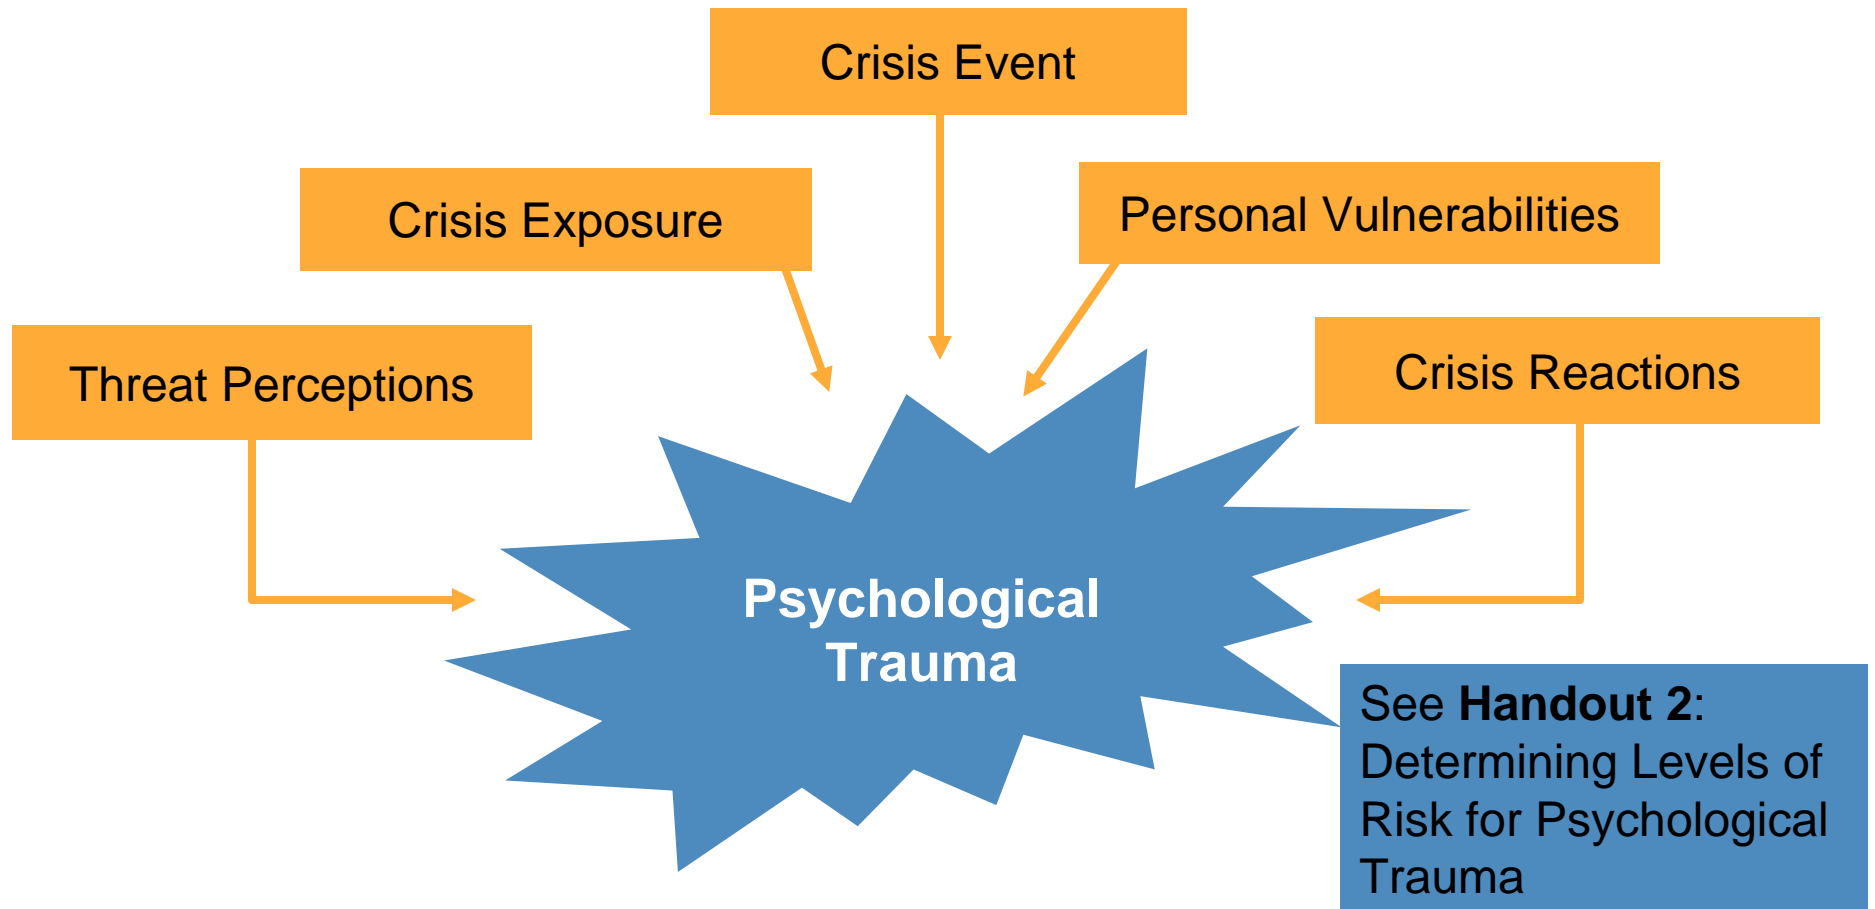 Crisis Event
Crisis Exposure
Personal Vulnerabilities
Threat Perceptions
Crisis Reactions
Psychological
Trauma
See Handout 2:
Determining Levels of
Risk for Psychological
Trauma